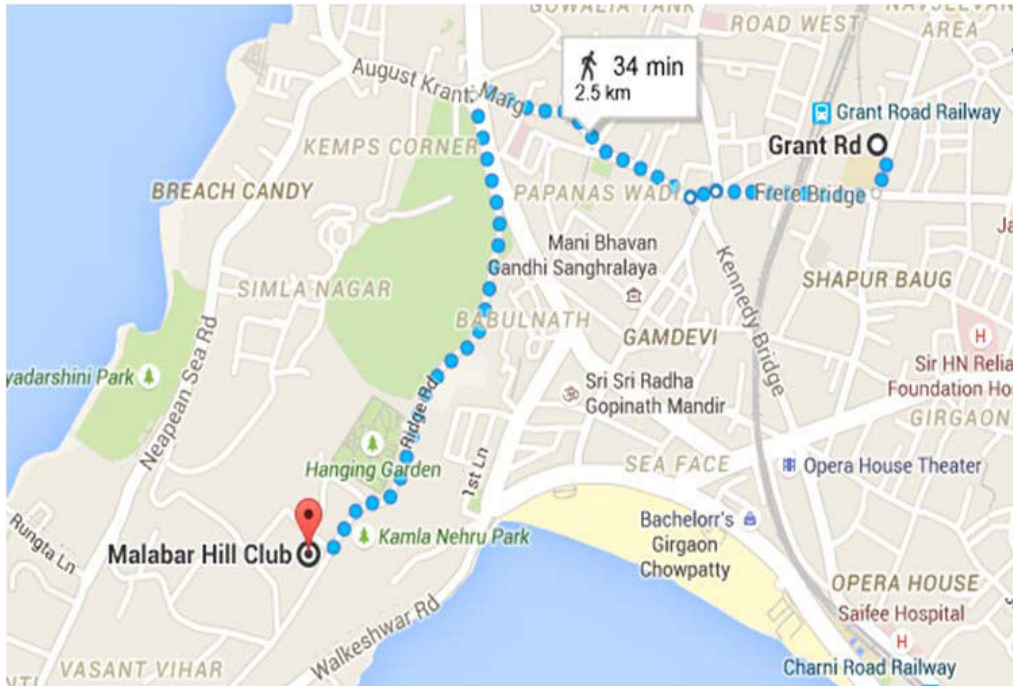 GOWALIA TANK
ROAD WEST
NAVJEEVAN
AREA
34 min
2.5 km
August Kranti Marg
Grant Road Railway
Grant Rd
KEMPS CORNER
BREACH CANDY
PAPANAS WADI
Frere Bridge
Mani Bhavan
Gandhi Sanghralaya
Kennedy Bridge
SHAPUR BAUG
SIMLA NAGAR
BABULNATH
GAMDEVI
H
Sir HN Relia
Foundation Hos
yadarshini Park
Neapean Sea Rd
Ridge Rd
Sri Sri Radha
Gopinath Mandir
GIRGAON
Hanging Garden
1st Ln
SEA FACE
Opera House Theater
Rungta Ln
Malabar Hill Club
Kamla Nehru Park
Bachelorr's
Girgaon
Chowpatty
OPERA HOUSE
Saifee Hospital
H
Walkeshwar Rd
VASANT VIHAR
Charni Road Railway